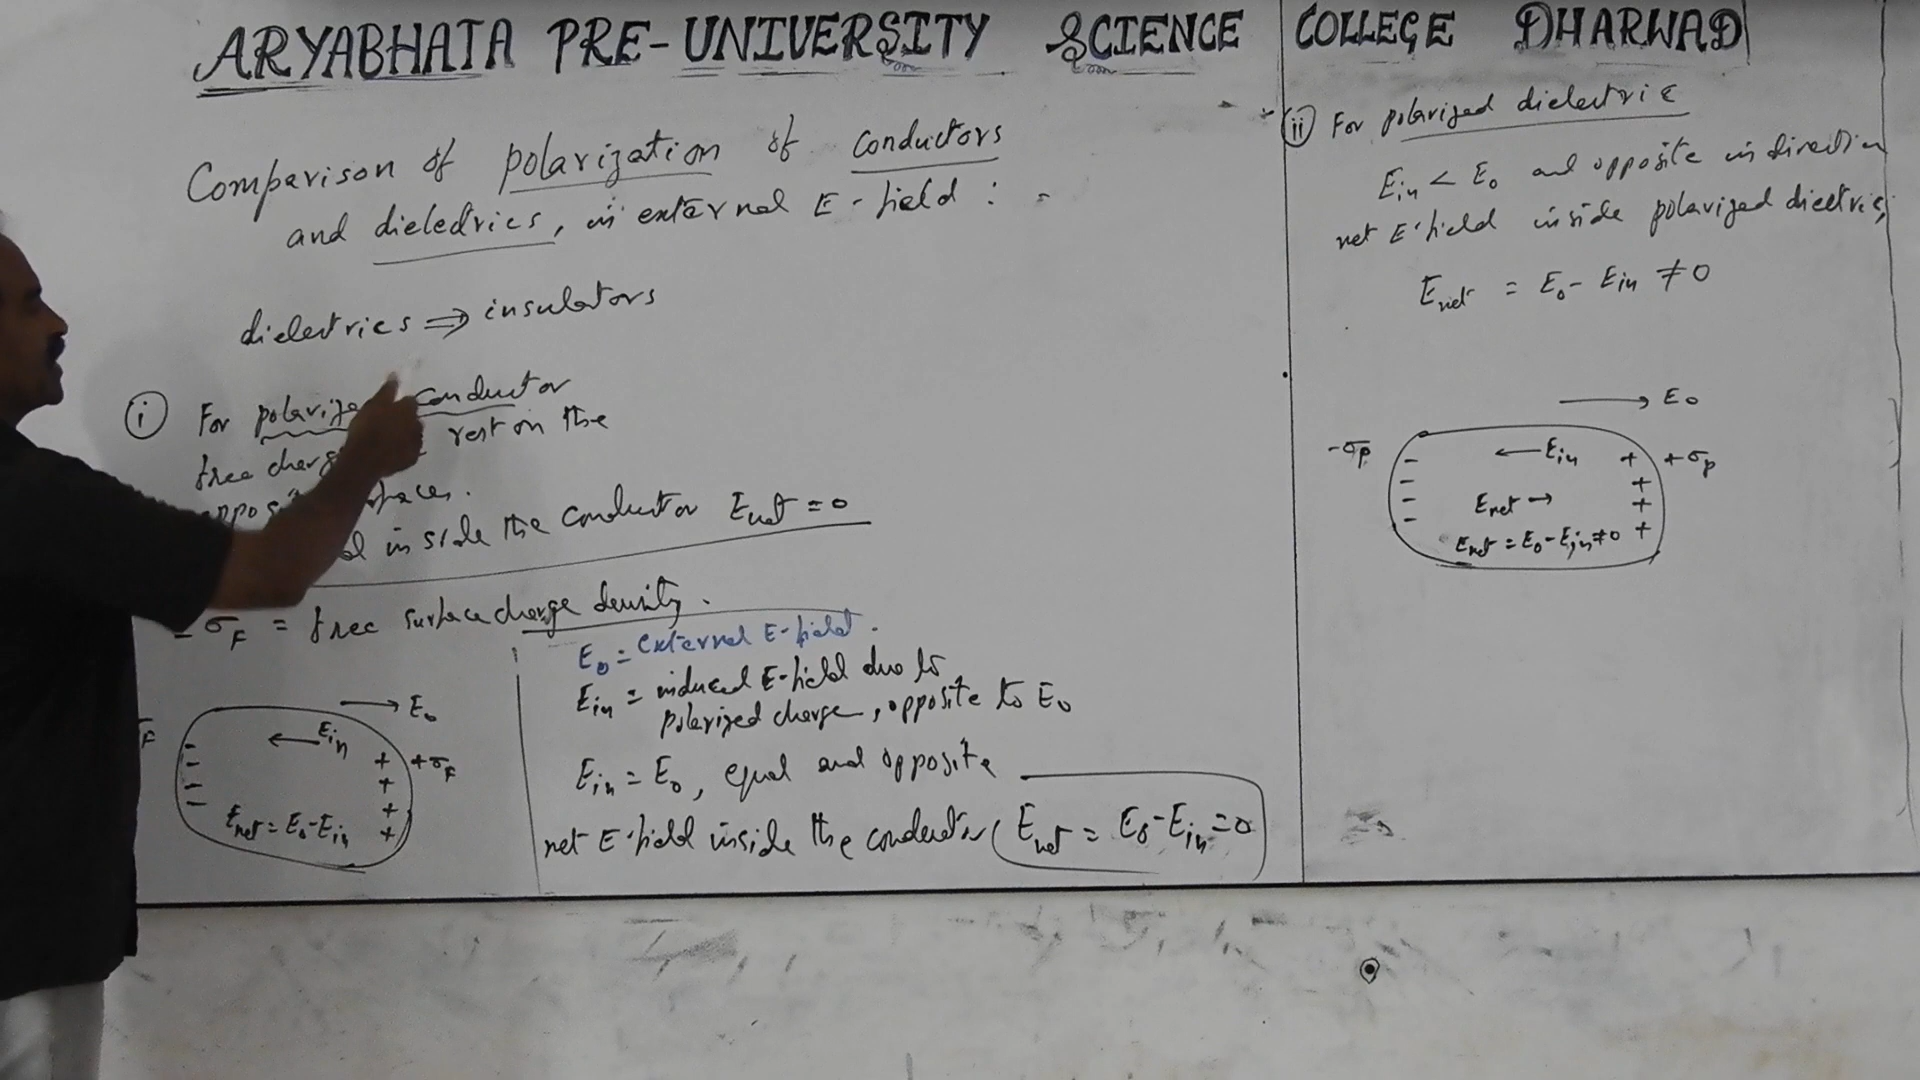 ARYABHATA PRE-UNIVERSITY SCIENCE COLLEGE DHARWAD
Comparison of polarization of conductors
and dielectrics, in external E-field :-
dielectrics ⇒ insulators
(i) For polarize conductor
free charg rest on the
oppos faces.
inside the conductor Enet = 0
σF = free surface charge density.
→ E0
← Ein
F - - - - + + + + +σF
Enet = E0 - Ein
E0 = external E-field.
Ein = induced E-field due to
polarized charge, opposite to E0
Ein = E0, equal and opposite
net E-field inside the conductor Enet = E0 - Ein = 0
(ii) For polarized dielectric
Ein < E0 and opposite in direction
net E-field inside polarized dielectric,
Enet = E0 - Ein ≠ 0
→ E0
-σp ← Ein + +σp
- - - - + + +
Enet →
Enet = E0 - Ein ≠ 0